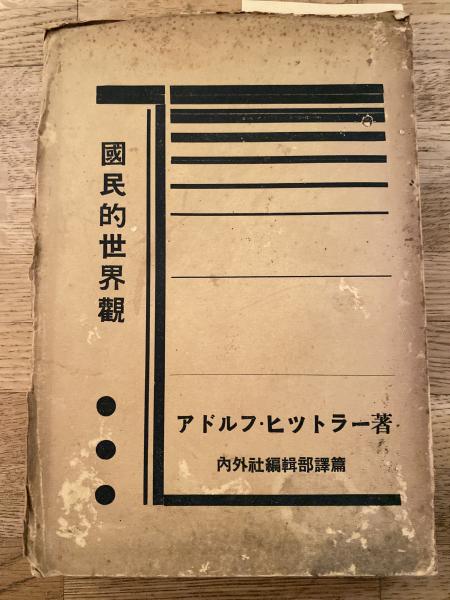 國民的世界觀
アドルフ・ヒツトラー著
內外社編輯部譯篇